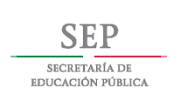 SEP
SECRETARÍA DE
EDUCACIÓN PÚBLICA